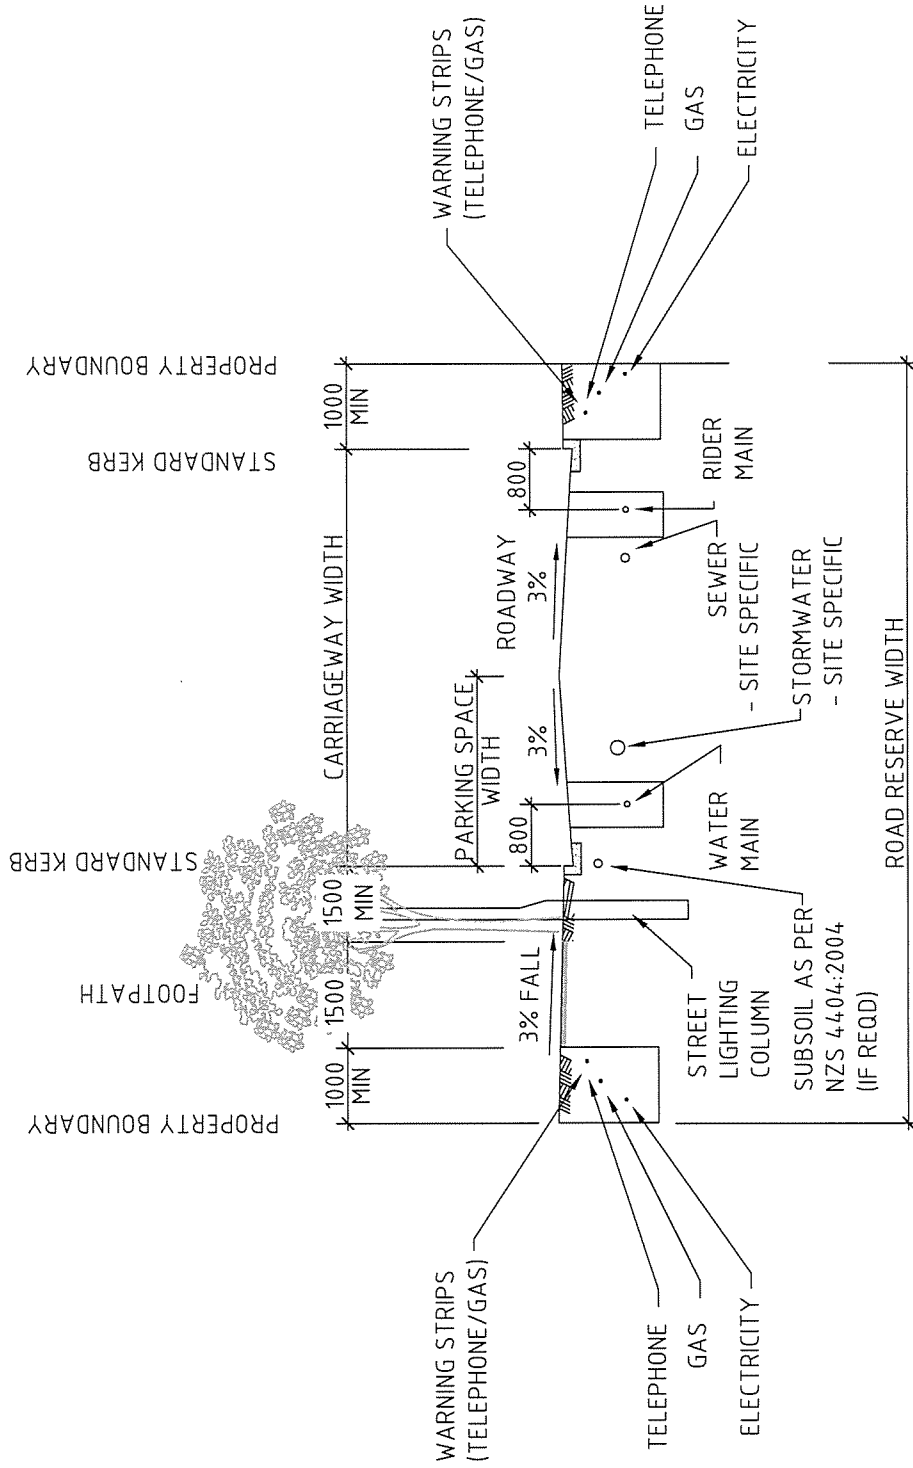 PROPERTY BOUNDARY
FOOTPATH
STANDARD KERB
STANDARD KERB
PROPERTY BOUNDARY
1000
MIN
1500
1500
MIN
CARRIAGEWAY WIDTH
1000
MIN
WARNING STRIPS
(TELEPHONE/GAS)
3% FALL
PARKING SPACE
WIDTH
800
3%
ROADWAY
3%
800
WARNING STRIPS
(TELEPHONE/GAS)
TELEPHONE
GAS
ELECTRICITY
STREET
LIGHTING
COLUMN
SUBSOIL AS PER
NZS 4404:2004
(IF REQD)
WATER
MAIN
STORMWATER
- SITE SPECIFIC
SEWER
- SITE SPECIFIC
RIDER
MAIN
TELEPHONE
GAS
ELECTRICITY
ROAD RESERVE WIDTH